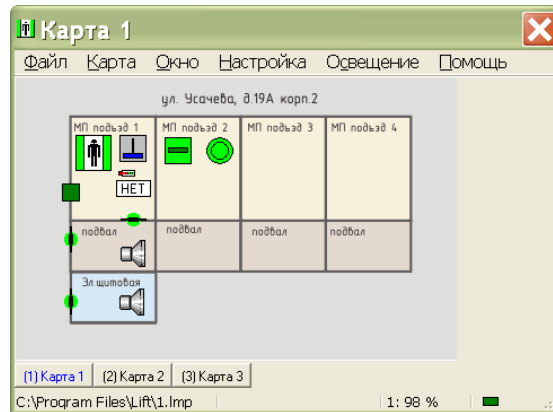 Карта 1
Файл Карта Окно Настройка Освещение Помощь
ул. Усачева, д.19А корп.2
МП подъэд 1 МП подъэд 2 МП подъэд 3 МП подъэд 4
НЕТ
подвал подвал подвал подвал
Эл.щитовая
(1) Карта 1 (2) Карта 2 (3) Карта 3
C:\Program Files\Lift\1.lmp 1: 98 %